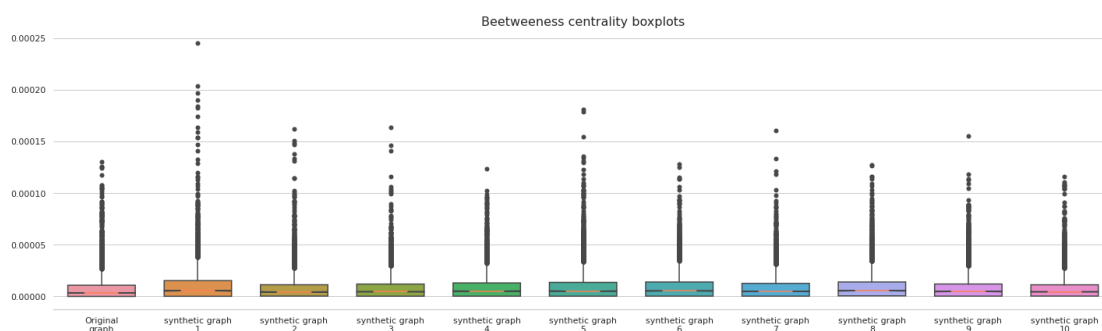 Beetweeness centrality boxplots
0.00025
0.00020
0.00015
0.00010
0.00005
0.00000
Original graph
synthetic graph 1
synthetic graph 2
synthetic graph 3
synthetic graph 4
synthetic graph 5
synthetic graph 6
synthetic graph 7
synthetic graph 8
synthetic graph 9
synthetic graph 10